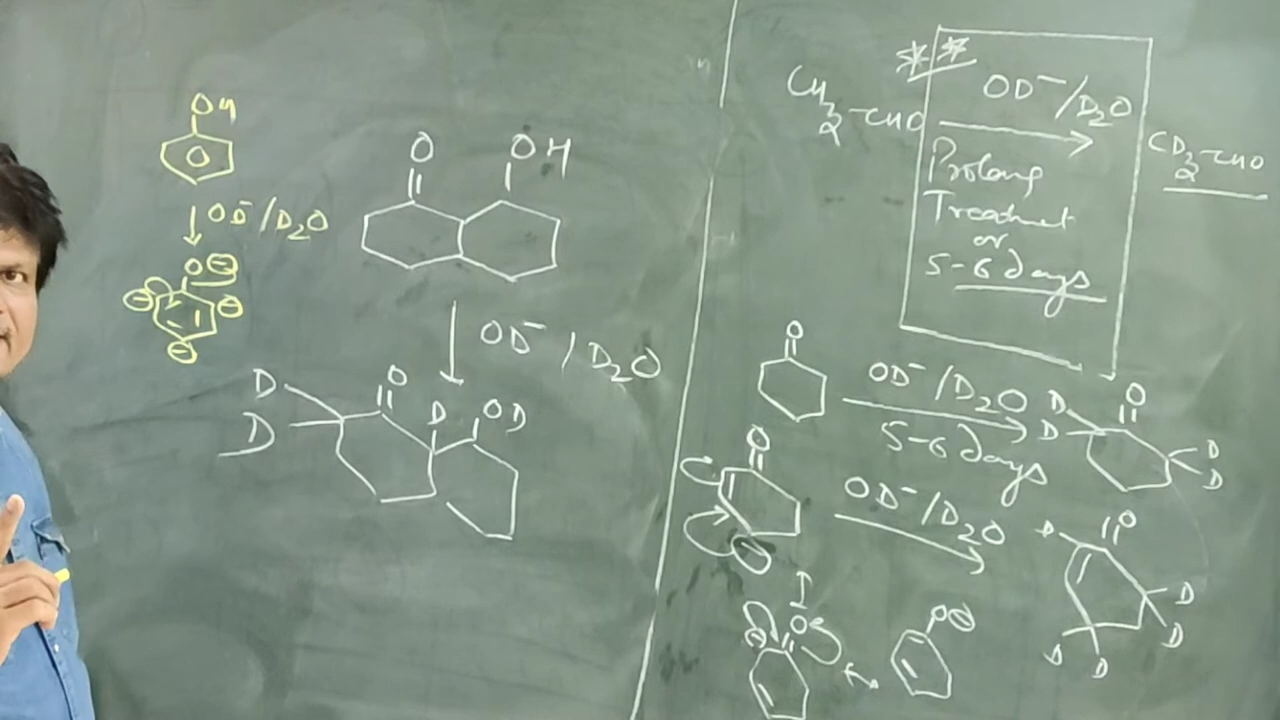 OH
OD⁻/D₂O
O⊖
⊖
⊖
⊖
O
OH
OD⁻/D₂O
D
D
O
D
OD
**
CH₃-CHO
OD⁻/D₂O
CD₃-CHO
Prolong
Treatment
or
5-6 days
O
OD⁻/D₂O
5-6 days
O
D
D
D
D
O
⊖
OD⁻/D₂O
O
D
D
D
D
D
O
⊖
O⊖